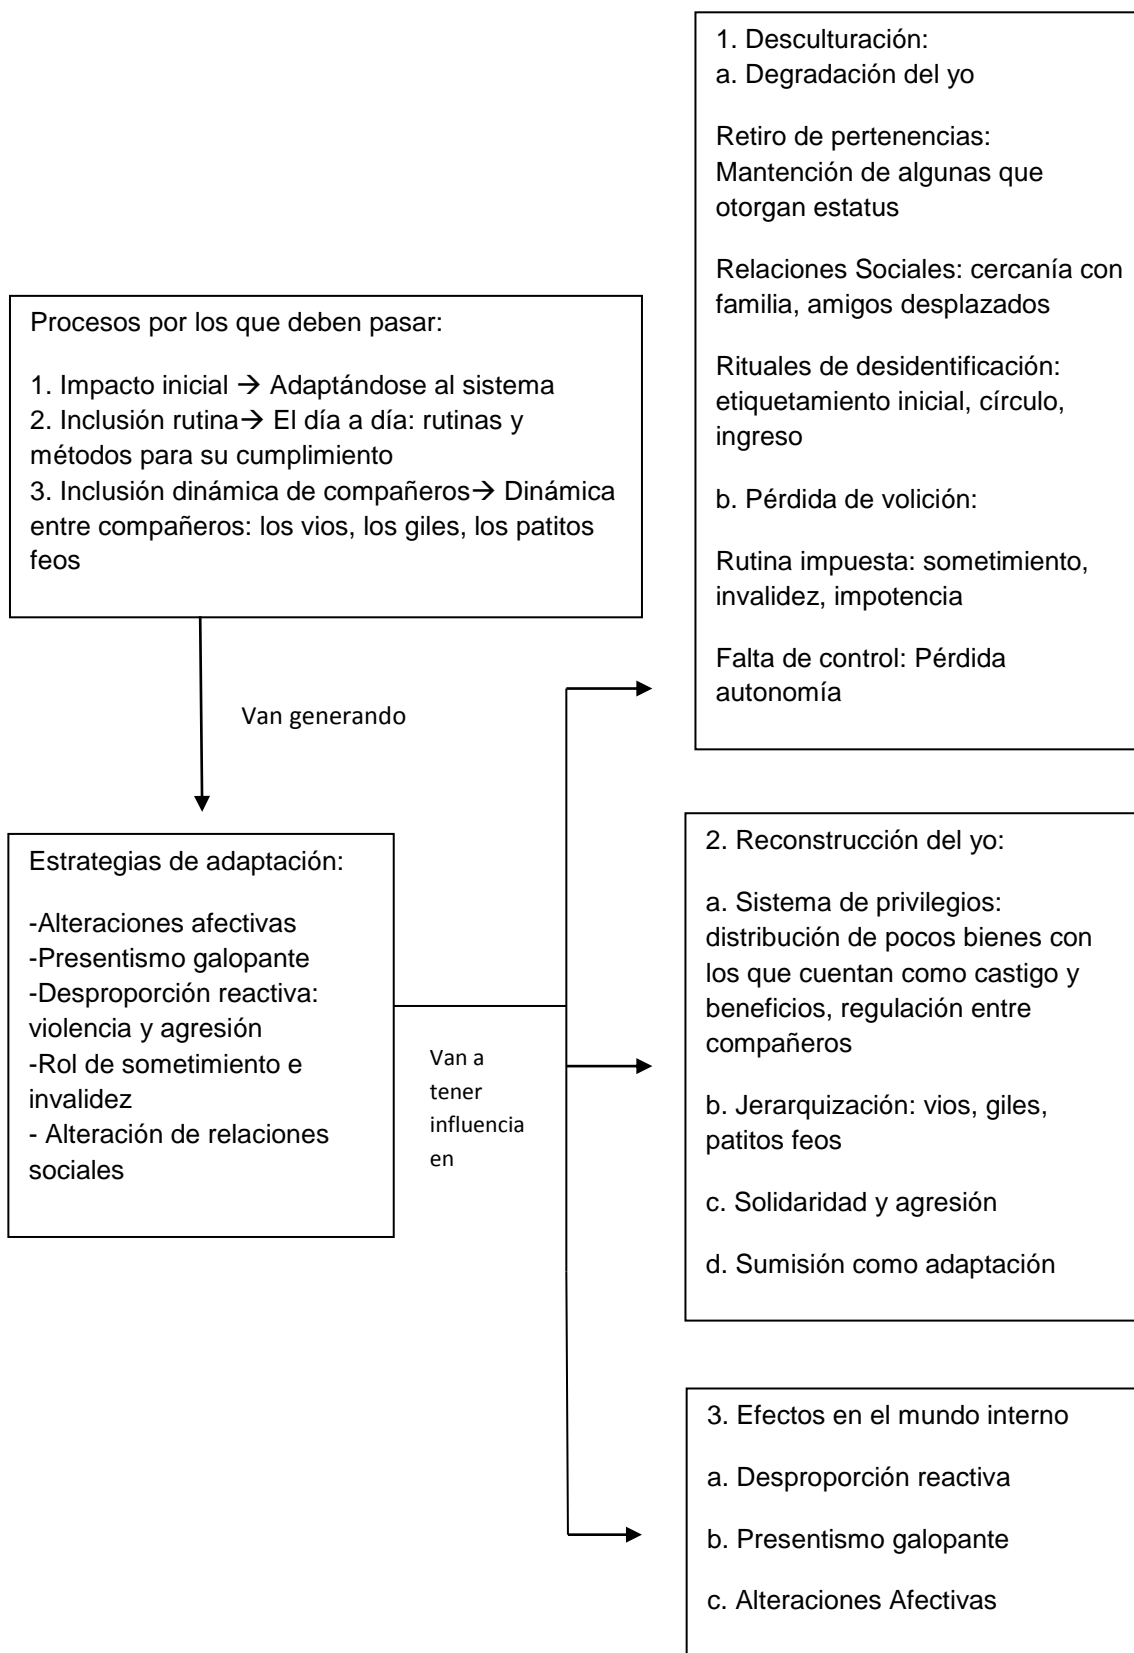 Procesos por los que deben pasar:
1. Impacto inicial → Adaptándose al sistema
2. Inclusión rutina→ El día a día: rutinas y
métodos para su cumplimiento
3. Inclusión dinámica de compañeros→ Dinámica
entre compañeros: los vios, los giles, los patitos
feos
Van generando
Estrategias de adaptación:
-Alteraciones afectivas
-Presentismo galopante
-Desproporción reactiva:
violencia y agresión
-Rol de sometimiento e
invalidez
- Alteración de relaciones
sociales
Van a
tener
influencia
en
1. Desculturación:
a. Degradación del yo
Retiro de pertenencias:
Mantención de algunas que
otorgan estatus
Relaciones Sociales: cercanía con
familia, amigos desplazados
Rituales de desidentificación:
etiquetamiento inicial, círculo,
ingreso
b. Pérdida de volición:
Rutina impuesta: sometimiento,
invalidez, impotencia
Falta de control: Pérdida
autonomía
2. Reconstrucción del yo:
a. Sistema de privilegios:
distribución de pocos bienes con
los que cuentan como castigo y
beneficios, regulación entre
compañeros
b. Jerarquización: vios, giles,
patitos feos
c. Solidaridad y agresión
d. Sumisión como adaptación
3. Efectos en el mundo interno
a. Desproporción reactiva
b. Presentismo galopante
c. Alteraciones Afectivas